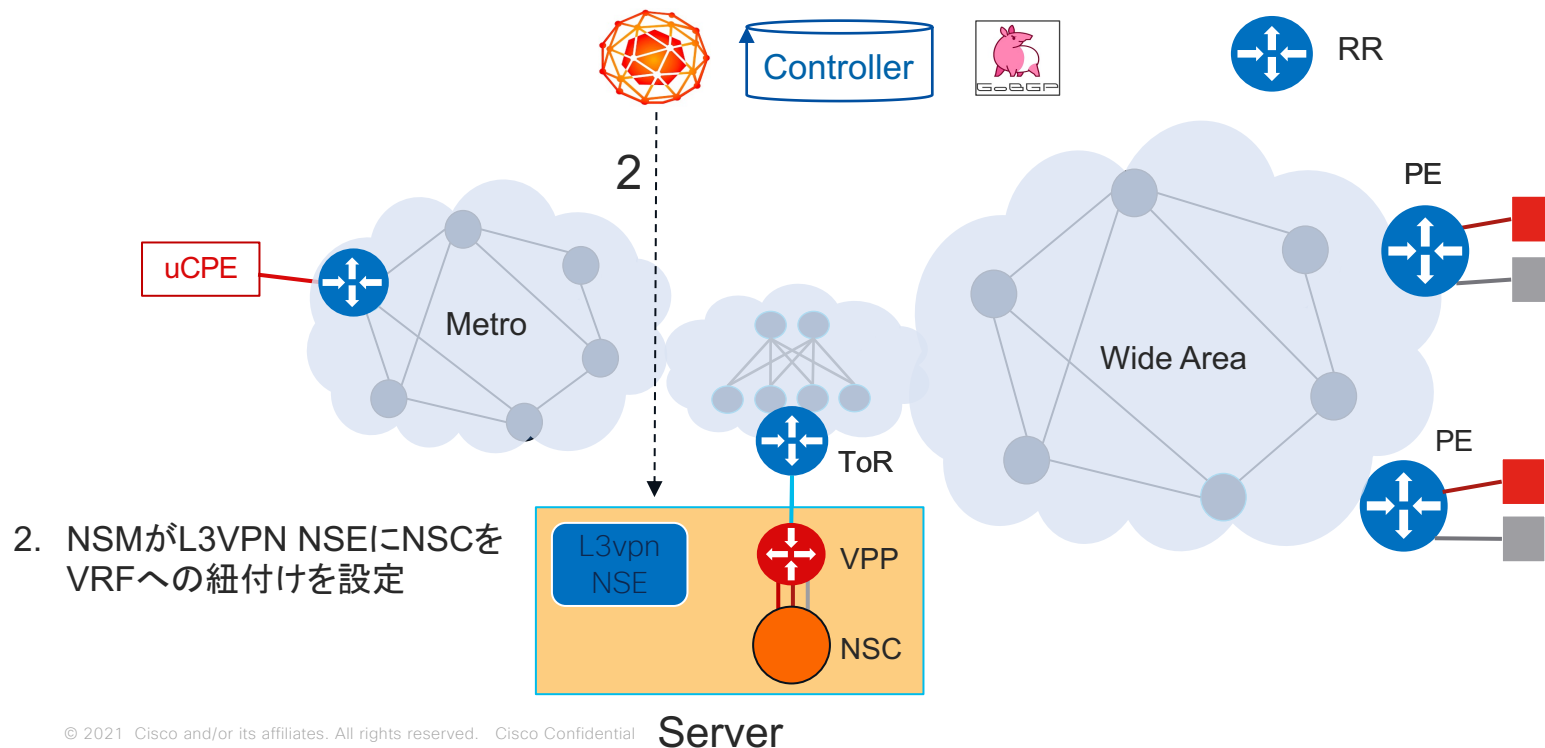 Controller
GoBGP
RR
2
PE
uCPE
Metro
Wide Area
ToR
PE
2. NSMがL3VPN NSEにNSCを
VRFへの紐付けを設定
L3vpn
NSE
VPP
NSC
© 2021 Cisco and/or its affiliates. All rights reserved. Cisco Confidential
Server